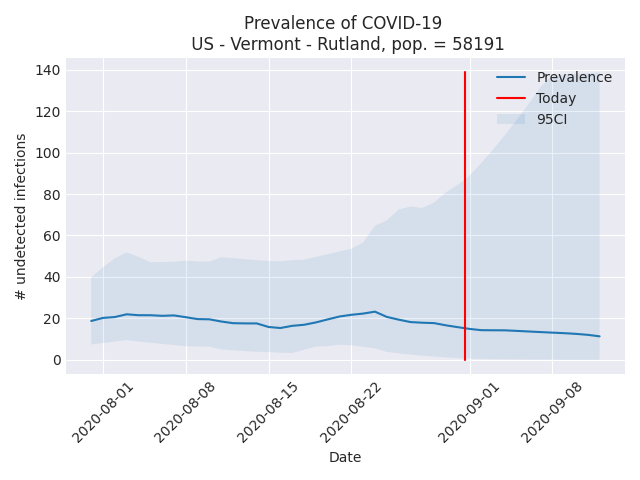 Prevalence of COVID-19
US - Vermont - Rutland, pop. = 58191
140
120
100
80
60
40
20
0
# undetected infections
Prevalence
Today
95CI
2020-08-01
2020-08-08
2020-08-15
2020-08-22
2020-09-01
2020-09-08
Date